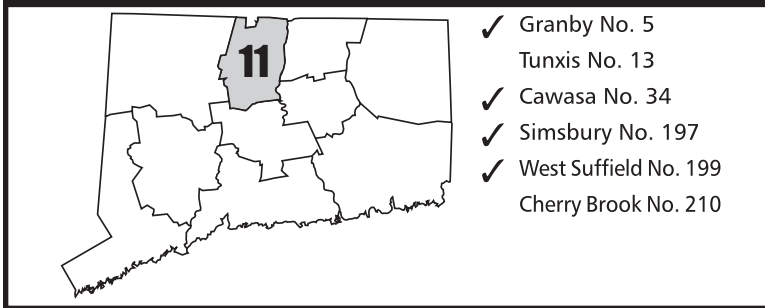 11
✓ Granby No. 5
Tunxis No. 13
✓ Cawasa No. 34
✓ Simsbury No. 197
✓ West Suffield No. 199
Cherry Brook No. 210